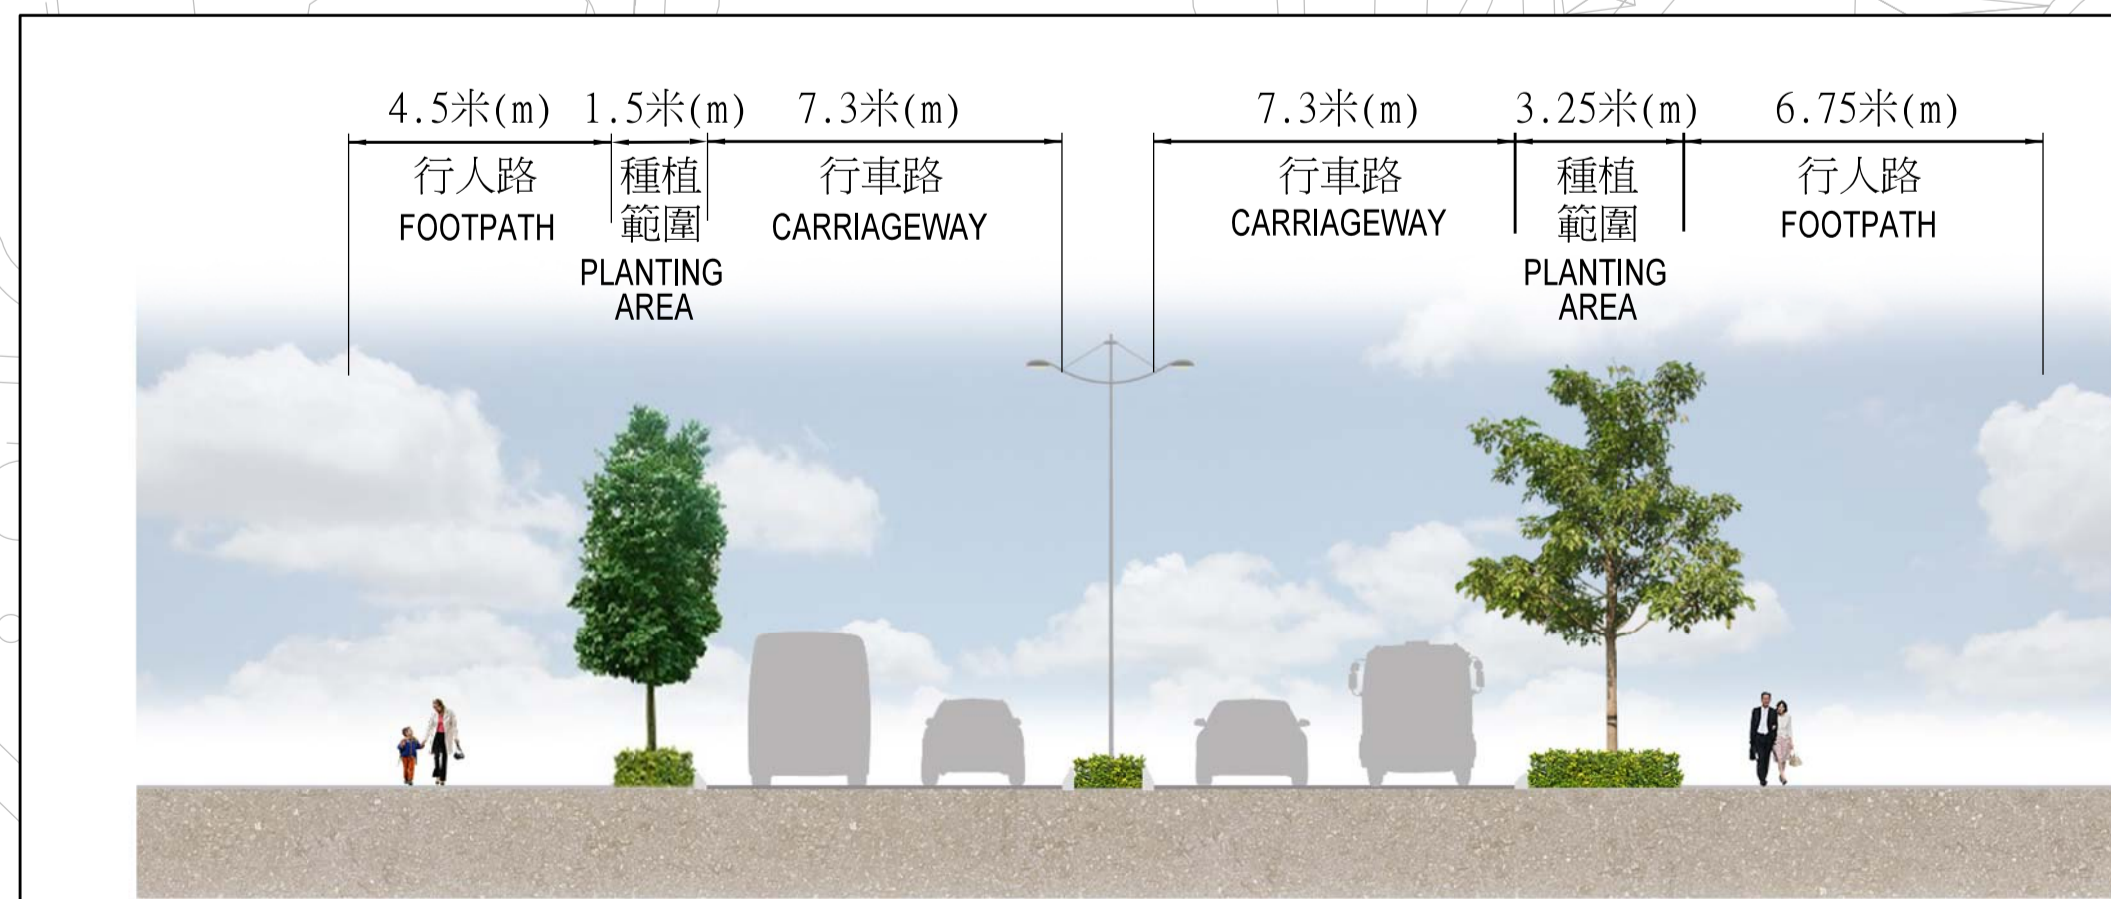 4.5米(m) 1.5米(m) 7.3米(m) 7.3米(m) 3.25米(m) 6.75米(m)
行人路 種植 行車路 行車路 種植 行人路
FOOTPATH 範圍 CARRIAGEWAY CARRIAGEWAY 範圍 FOOTPATH
PLANTING PLANTING
AREA AREA